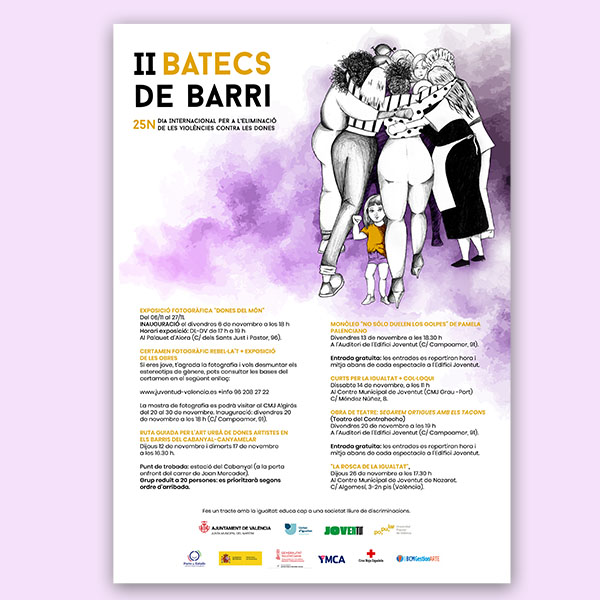 II BATECS
DE BARRI
25N DIA INTERNACIONAL PER A L'ELIMINACIÓ
DE LES VIOLÈNCIES CONTRA LES DONES
EXPOSICIÓ FOTOGRÀFICA "DONES DEL MÓN"
Del 06/11 al 27/11.
INAUGURACIÓ el divendres 6 de novembre a les 18 h
Horari exposició: DL-DV de 17 h a 19 h
Al Palauet d'Aiora (C/ dels Sants Just i Pastor, 96).
CERTAMEN FOTOGRÀFIC REBEL·LA'T + EXPOSICIÓ
DE LES OBRES
Si eres jove, t'agrada la fotografia i vols desmuntar els
estereotips de gènere, pots consultar les bases del
certamen en el següent enllaç:
www.juventud-valencia.es +info 96 208 27 22
La mostra de fotografia es podrà visitar al CMJ Algirós
del 20 al 30 de novembre. Inauguració: divendres 20
de novembre a les 18 h (C/ Campoamor, 91).
RUTA GUIADA PER L'ART URBÀ DE DONES ARTISTES EN
ELS BARRIS DEL CABANYAL-CANYAMELAR
Dijous 12 de novembre i dimarts 17 de novembre
a les 16.30 h.
Punt de trobada: estació del Cabanyal (a la porta
enfront del carrer de Joan Mercader).
Grup reduït a 20 persones: es prioritzarà segons
ordre d'arribada.
MONÒLEG "NO SÓLO DUELEN LOS GOLPES" DE PAMELA
PALENCIANO
Divendres 13 de novembre a les 18.30 h
A l'Auditori de l'Edifici Joventut (C/ Campoamor, 91).
Entrada gratuïta: les entrades es repartiran hora i
mitja abans de cada espectacle a l'Edifici Joventut.
CURTS PER LA IGUALTAT + COL·LOQUI
Dissabte 14 de novembre, a les 11 h
Al Centre Municipal de Joventut (CMJ Grau -Port)
C/ Méndez Núñez, 8.
OBRA DE TEATRE: SEGAREM ORTIGUES AMB ELS TACONS
(Teatro del Contrahecho).
Divendres 20 de novembre a les 19 h
A l'Auditori de l'Edifici Joventut (C/ Campoamor, 91).
Entrada gratuïta: les entrades es repartiran hora i
mitja abans de cada espectacle a l'Edifici Joventut.
"LA ROSCA DE LA IGUALTAT",
Dijous 26 de novembre a les 17.30 h
Al Centre Municipal de Joventut de Nazaret.
C/ Algemesí, 3-2n pis (València).
Fes un tracte amb la igualtat: educa cap a una societat lliure de discriminacions.
AJUNTAMENT DE VALÈNCIA
JUNTA MUNICIPAL DEL MARÍTIM
JOVENTUT
YMCA
Cruz Roja Española
BCNGestionARTE